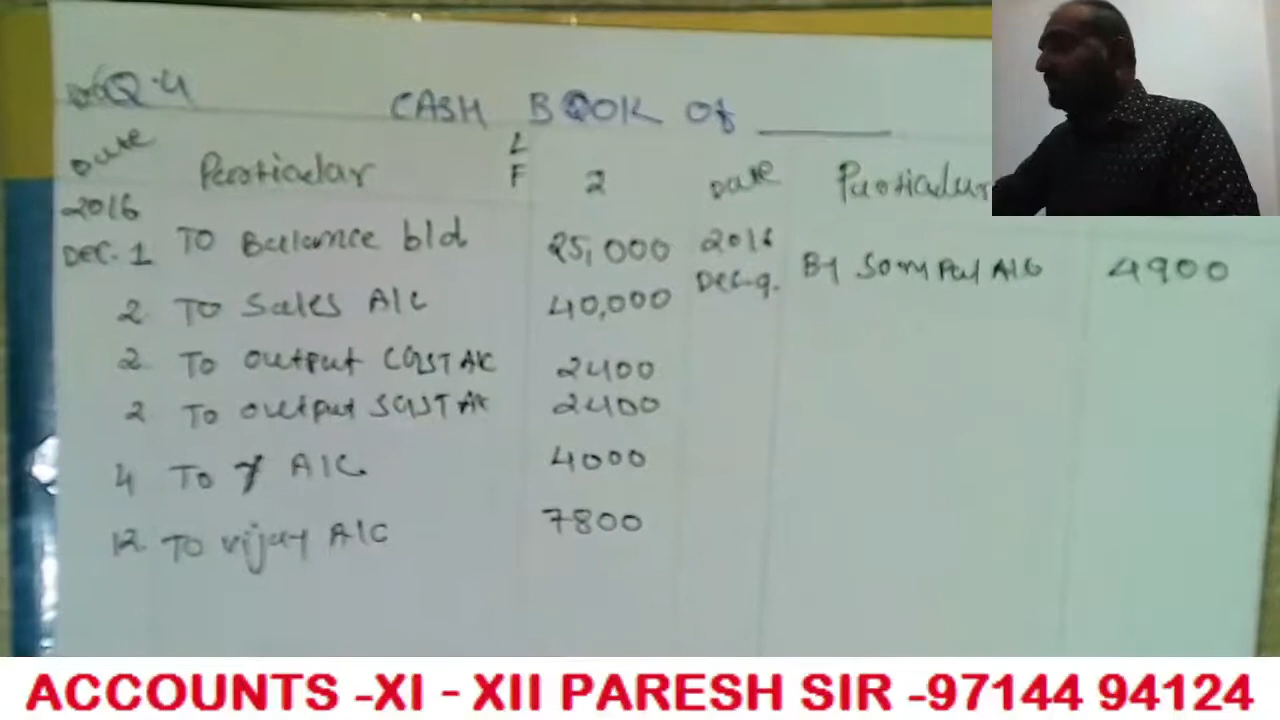 Q.4
CASH BOOK Of ______
Date Particular L F ₹ Date Particular
2016 DEC. 1 TO Balance b/d 25,000 2016 Dec-9. By Sompal A/C 4900
2 TO Sales A/C 40,000
2 To output CGST A/C 2400
2 To output SGST A/C 2400
4 To Y A/C 4000
12 To vijay A/C 7800
ACCOUNTS -XI - XII PARESH SIR -97144 94124